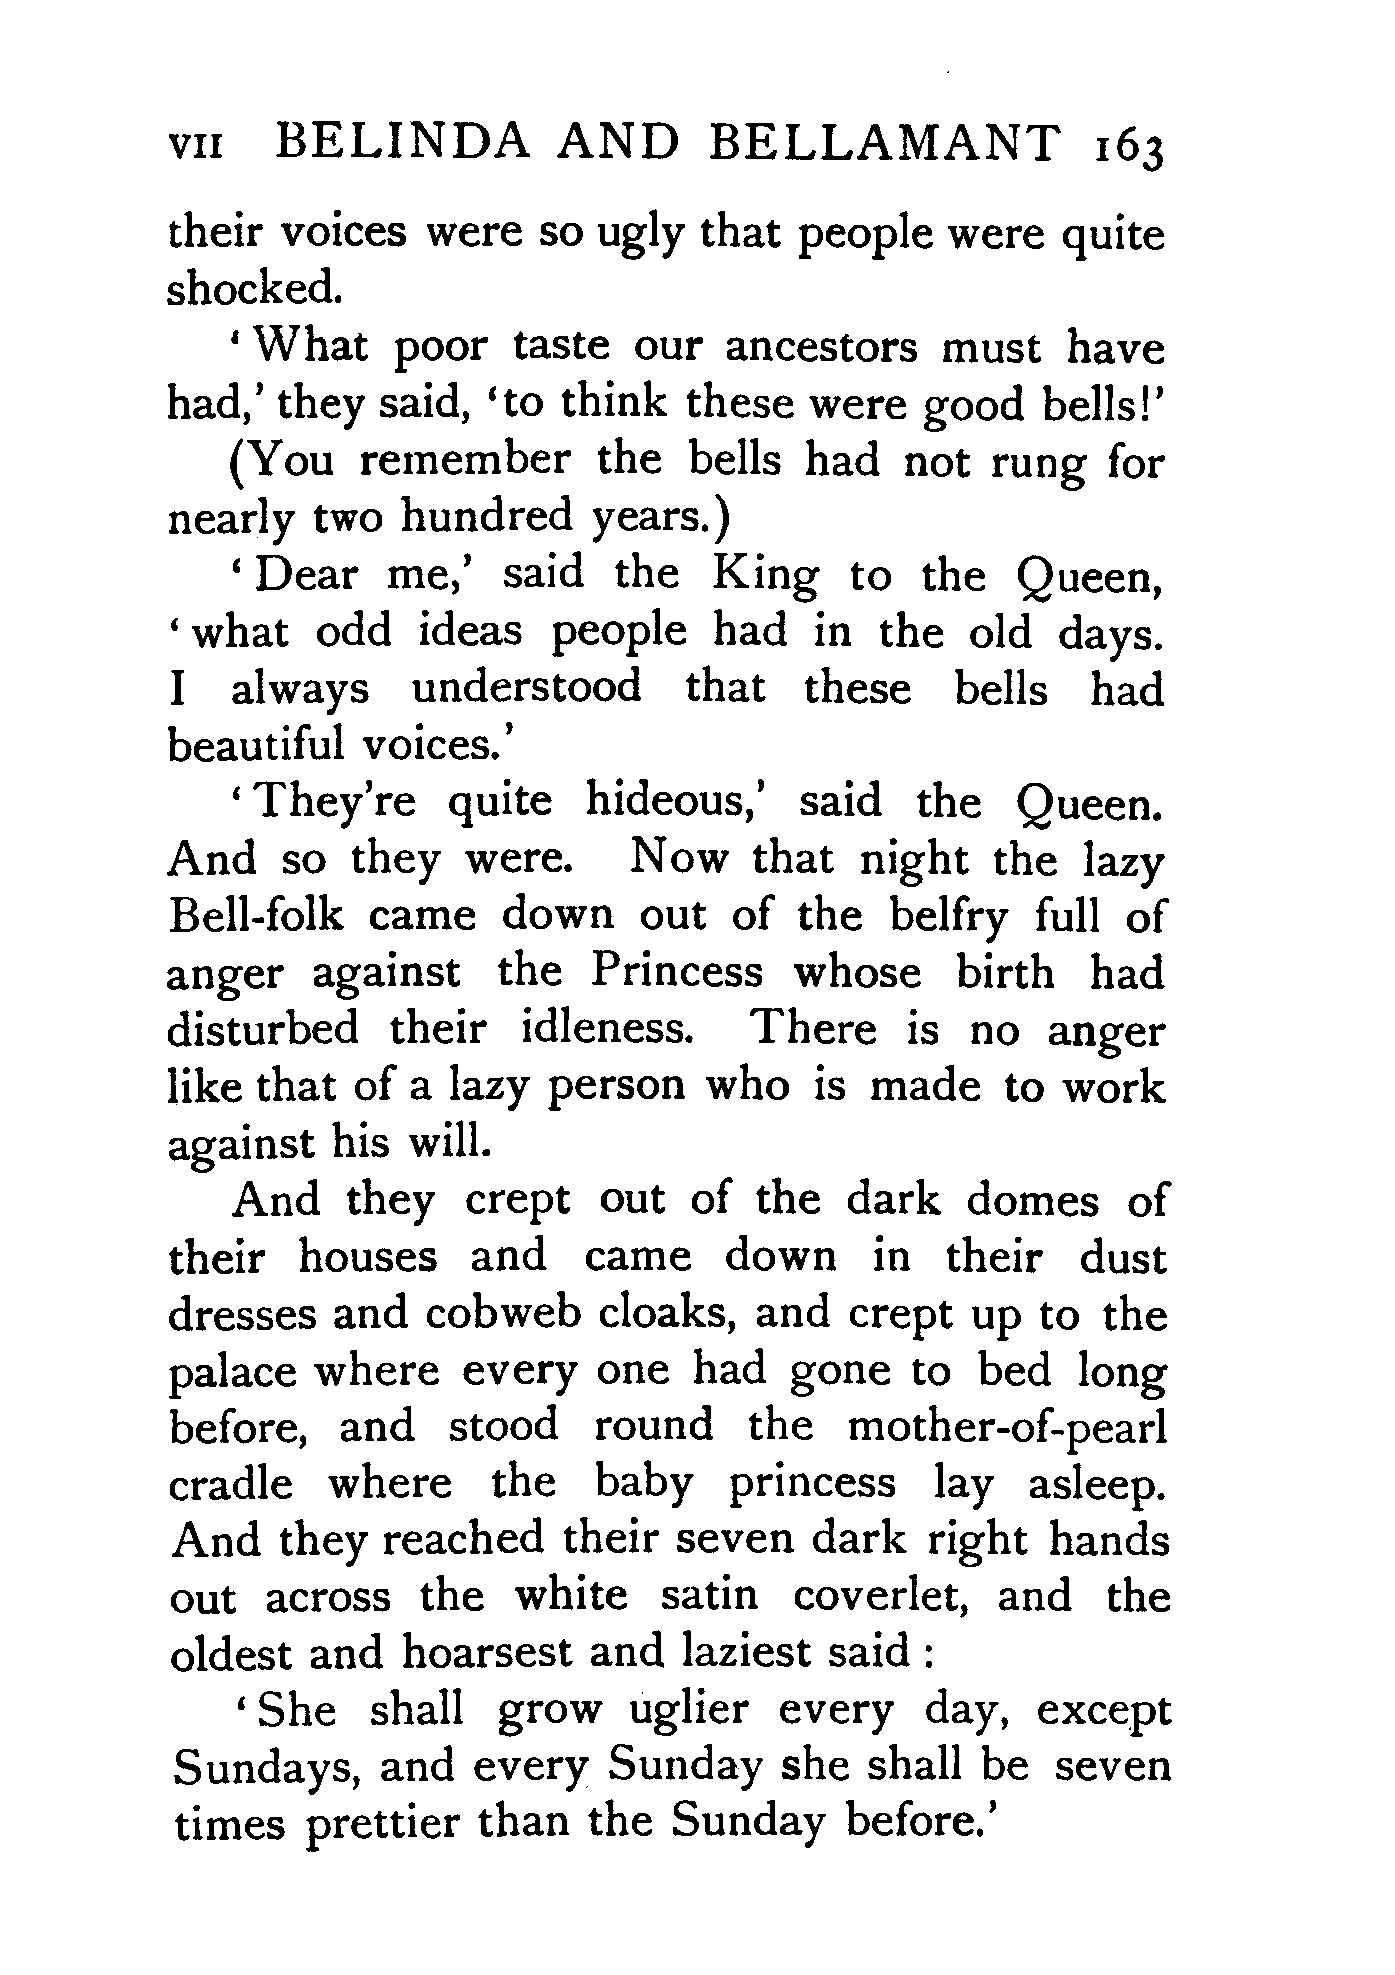 VII BELINDA AND BELLAMANT 163
their voices were so ugly that people were quite
shocked.
‘What poor taste our ancestors must have
had,’ they said, ‘to think these were good bells!’
(You remember the bells had not rung for
nearly two hundred years.)
‘Dear me,’ said the King to the Queen,
‘what odd ideas people had in the old days.
I always understood that these bells had
beautiful voices.’
‘They're quite hideous,’ said the Queen.
And so they were. Now that night the lazy
Bell-folk came down out of the belfry full of
anger against the Princess whose birth had
disturbed their idleness. There is no anger
like that of a lazy person who is made to work
against his will.
And they crept out of the dark domes of
their houses and came down in their dust
dresses and cobweb cloaks, and crept up to the
palace where every one had gone to bed long
before, and stood round the mother-of-pearl
cradle where the baby princess lay asleep.
And they reached their seven dark right hands
out across the white satin coverlet, and the
oldest and hoarsest and laziest said :
‘She shall grow uglier every day, except
Sundays, and every Sunday she shall be seven
times prettier than the Sunday before.’